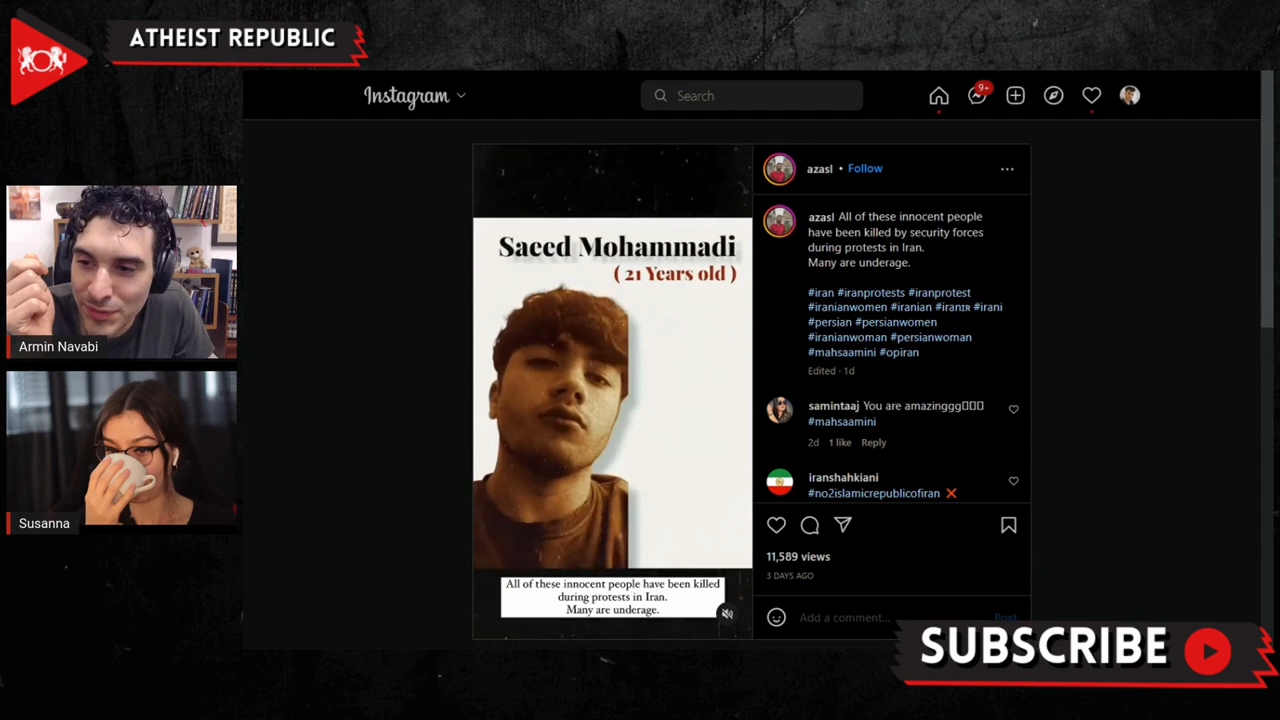 ATHEIST REPUBLIC
Instagram
Search
9+
Armin Navabi
Susanna
Saeed Mohammadi
( 21 Years old )
All of these innocent people have been killed
during protests in Iran.
Many are underage.
azasl • Follow
azasl All of these innocent people
have been killed by security forces
during protests in Iran.
Many are underage.
#iran #iranprotests #iranprotest
#iranianwomen #iranian #iranπ #irani
#persian #persianwomen
#iranianwoman #persianwoman
#mahsaamini #opiran
Edited · 1d
samintaaj You are amazinggg
#mahsaamini
2d 1 like Reply
iranshahkiani
#no2islamicrepublicofiran ❌
11,589 views
3 DAYS AGO
Add a comment...
Post
SUBSCRIBE